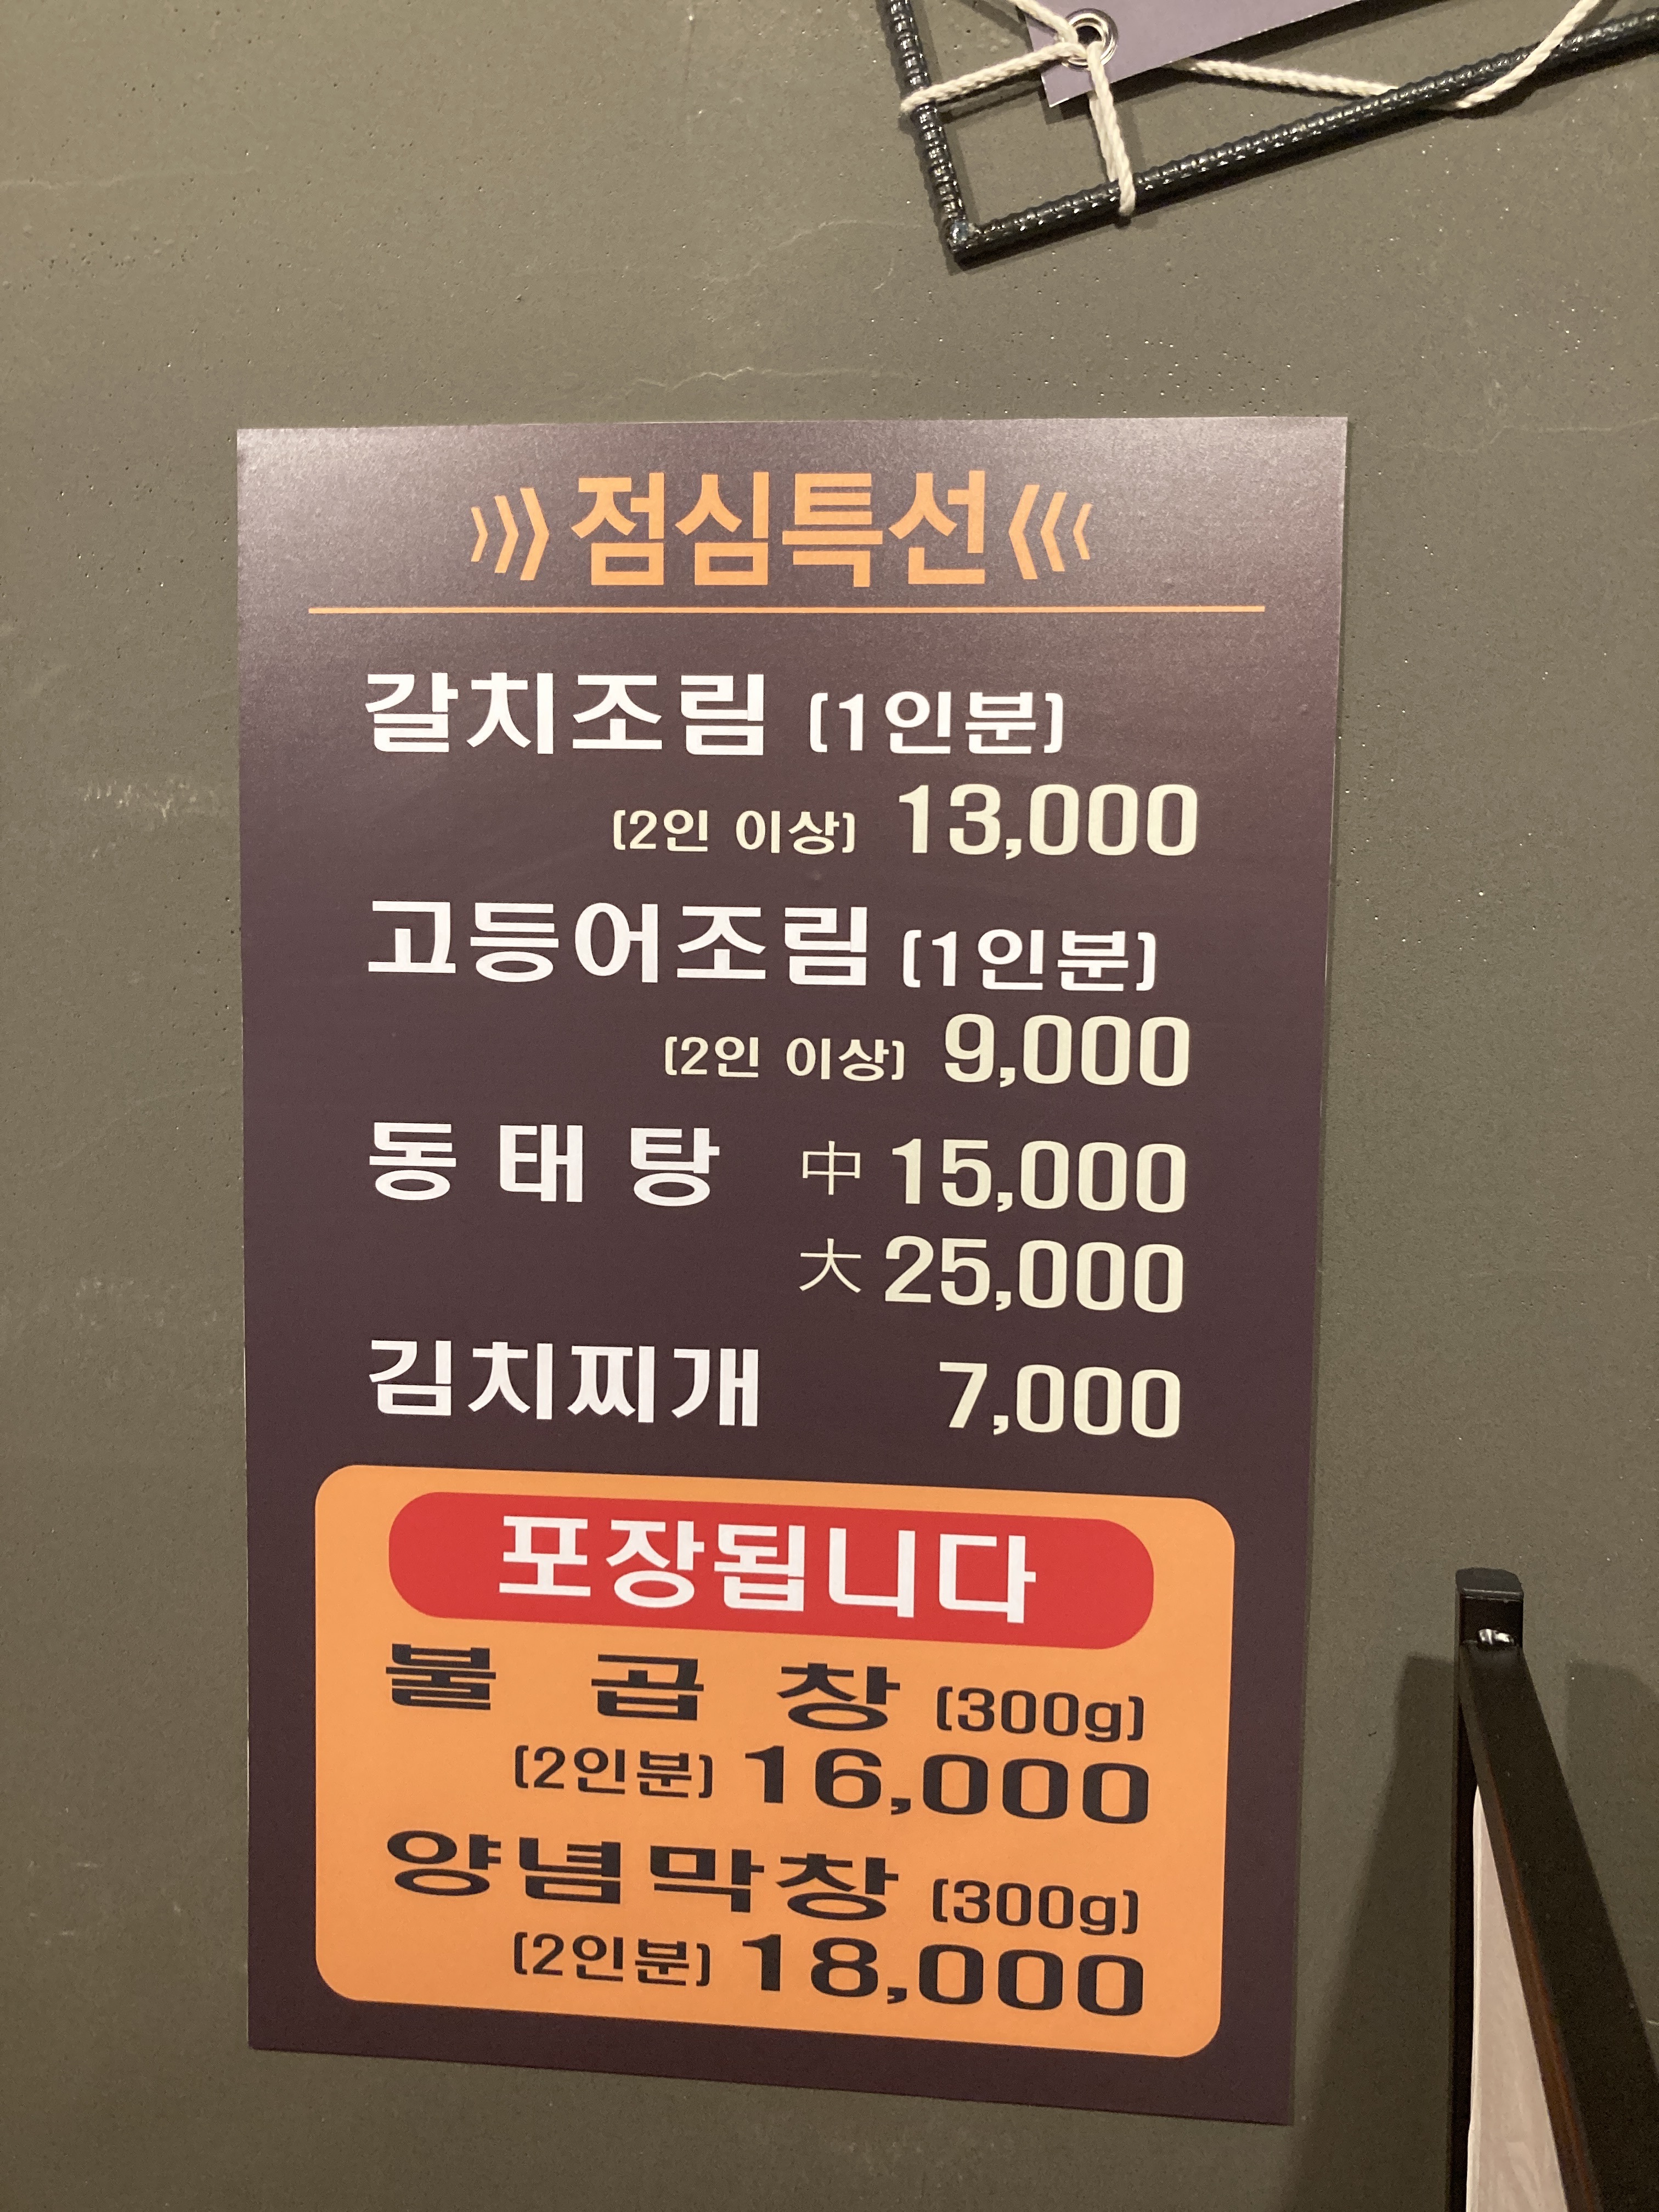 점심특선
갈치조림 (1인분)
(2인 이상) 13,000
고등어조림 (1인분)
(2인 이상) 9,000
동 태 탕 中 15,000
大 25,000
김치찌개 7,000
포장됩니다
불 곱 창 (300g)
(2인분) 16,000
양념막창 (300g)
(2인분) 18,000